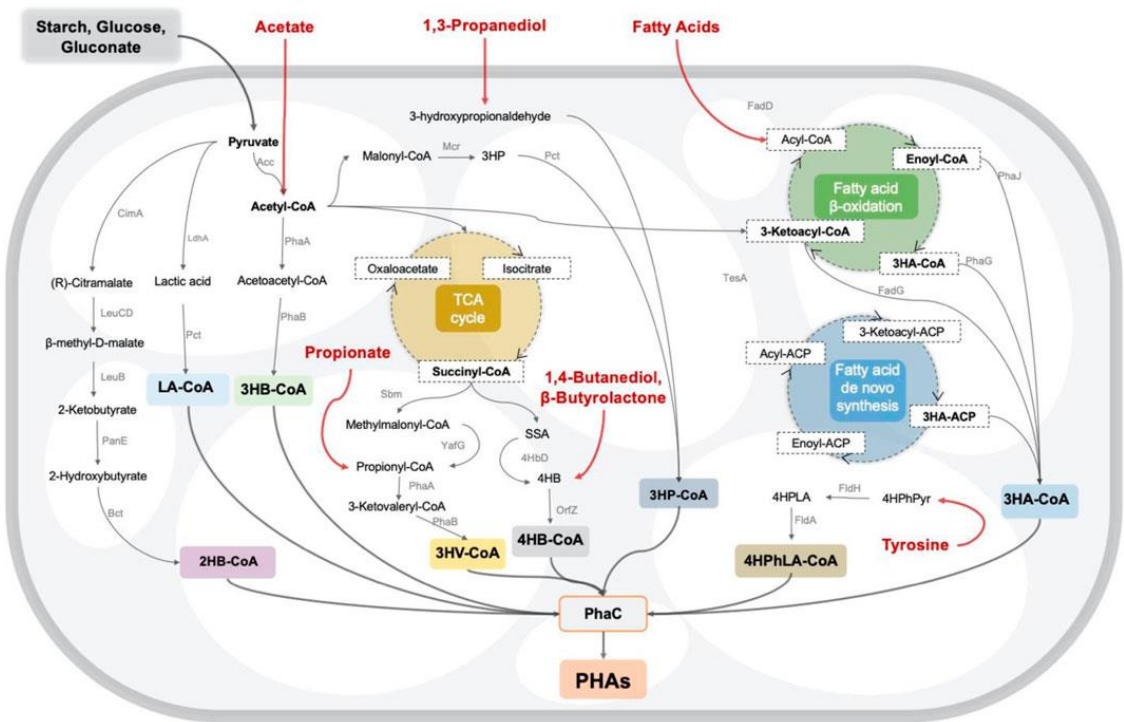 Starch, Glucose,
Gluconate
Acetate
1,3-Propanediol
Fatty Acids
FadD
3-hydroxypropionaldehyde
Acyl-CoA
Pyruvate
Acc
Malonyl-CoA
Mcr
3HP
Pct
Enoyl-CoA
PhaJ
Fatty acid
β-oxidation
CimA
LdhA
Acetyl-CoA
PhaA
3-Ketoacyl-CoA
3HA-CoA
PhaG
Oxaloacetate
Isocitrate
TesA
FadG
(R)-Citramalate
Lactic acid
Acetoacetyl-CoA
TCA
cycle
LeuCD
Pct
PhaB
3-Ketoacyl-ACP
β-methyl-D-malate
Acyl-ACP
Propionate
Succinyl-CoA
Fatty acid
de novo
synthesis
LeuB
LA-CoA
3HB-CoA
1,4-Butanediol,
β-Butyrolactone
Sbm
2-Ketobutyrate
3HA-ACP
Methylmalonyl-CoA
SSA
Enoyl-ACP
PanE
YafG
4HbD
Propionyl-CoA
2-Hydroxybutyrate
4HB
PhaA
FldH
3HP-CoA
4HPLA
4HPhPyr
3HA-CoA
3-Ketovaleryl-CoA
OrfZ
Bct
PhaB
FldA
4HB-CoA
Tyrosine
3HV-CoA
2HB-CoA
4HPhLA-CoA
PhaC
PHAs